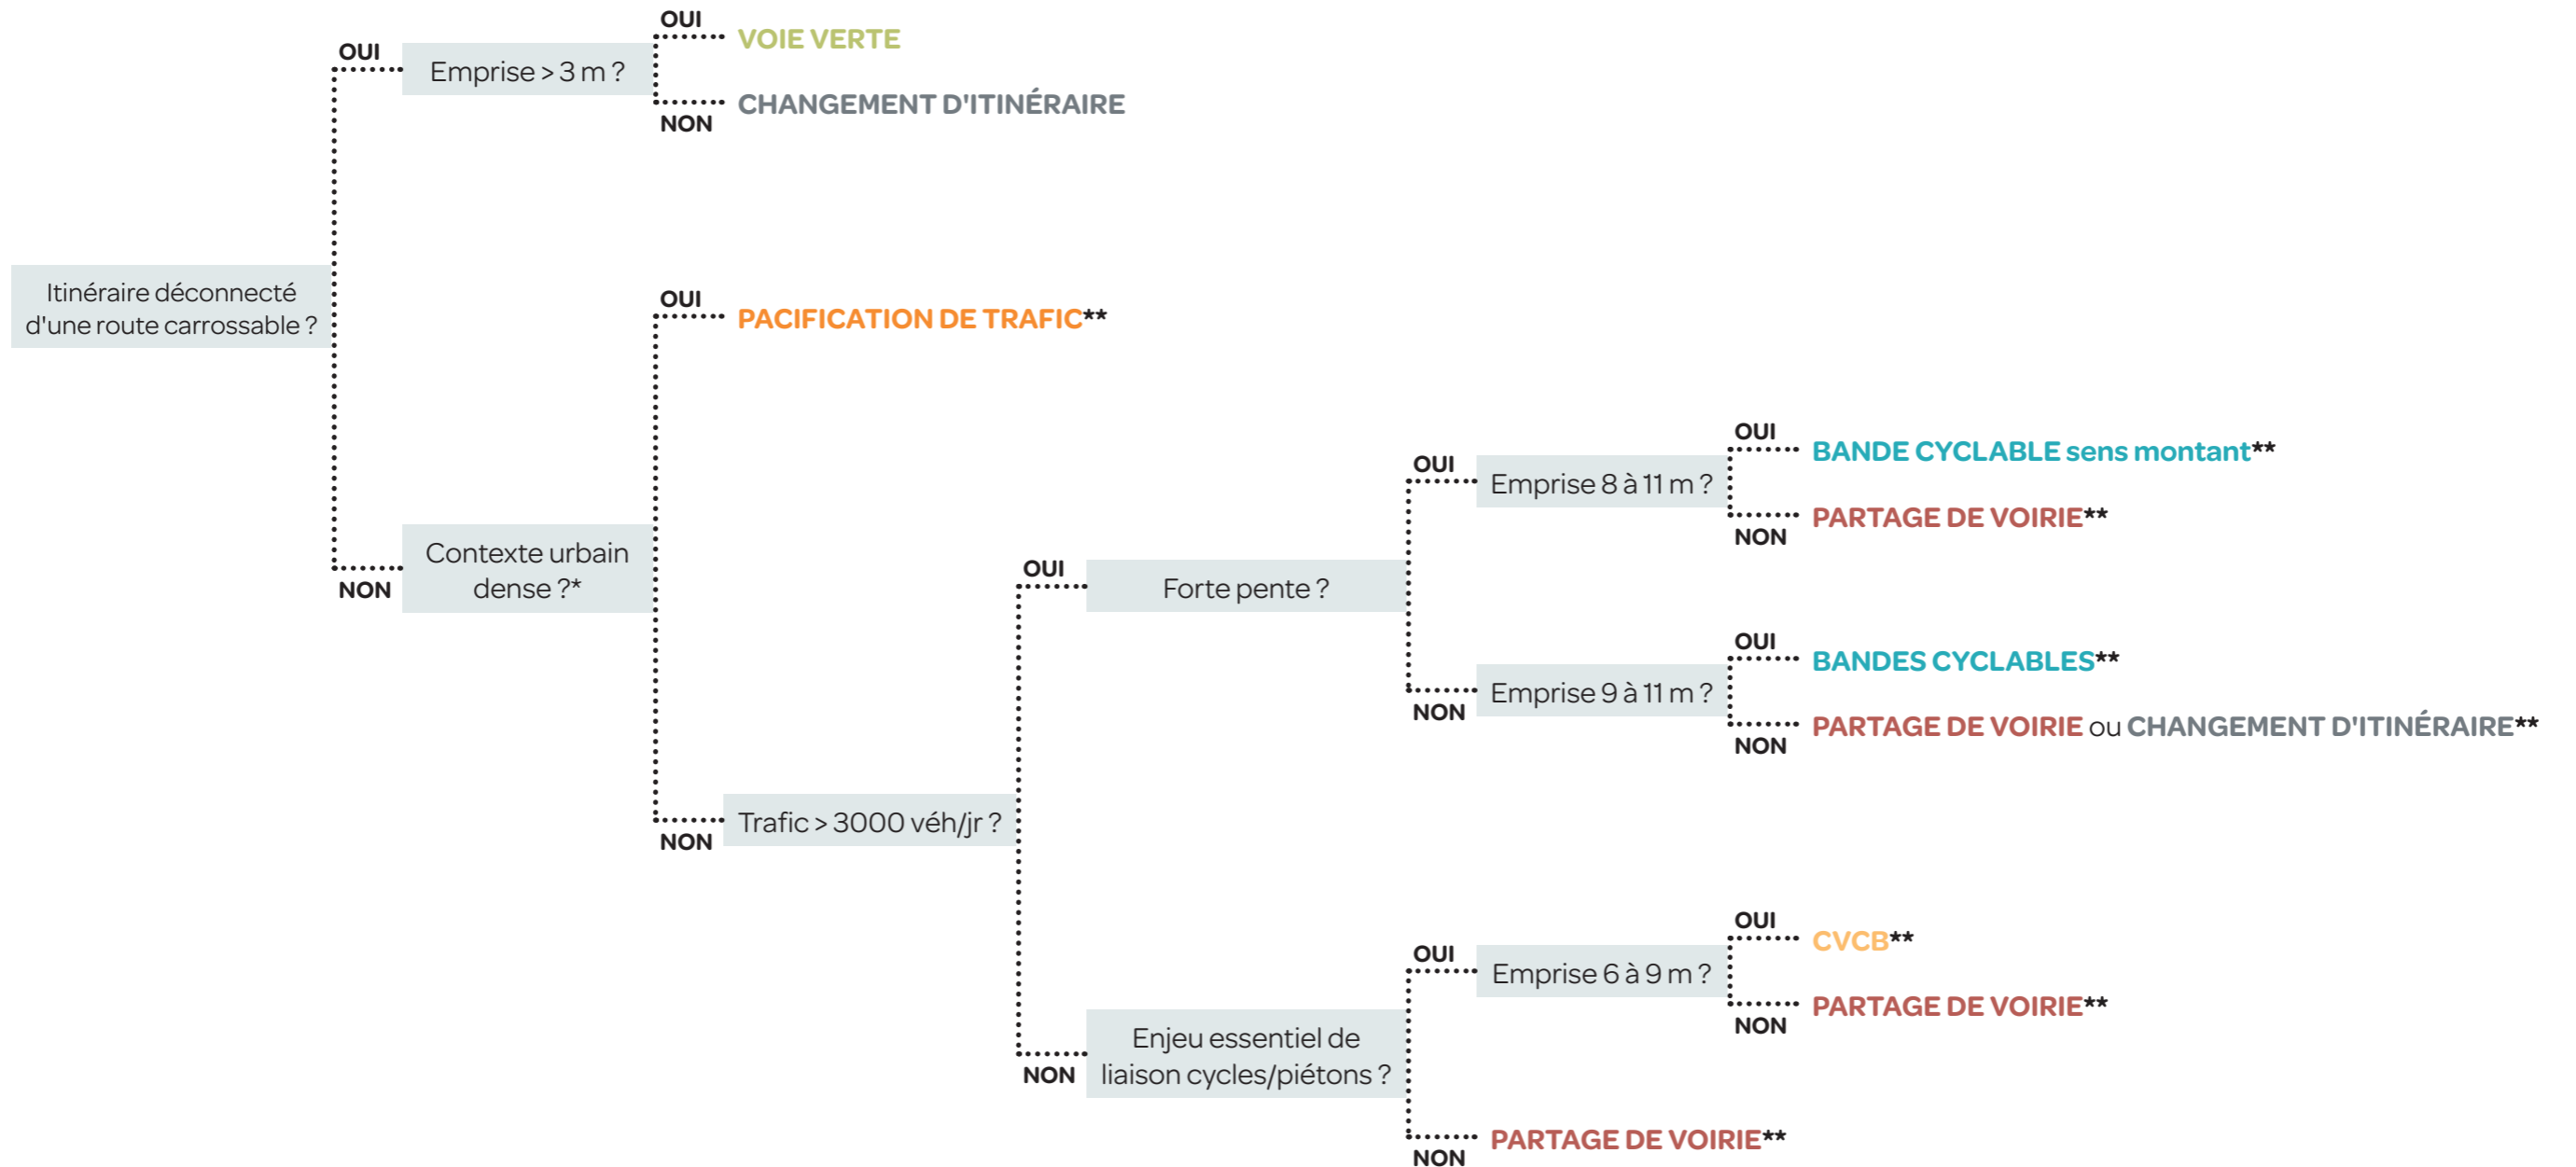 OUI
VOIE VERTE
OUI
Emprise > 3 m ?
CHANGEMENT D'ITINÉRAIRE
NON
Itinéraire déconnecté
d'une route carrossable ?
OUI
PACIFICATION DE TRAFIC**
NON
Contexte urbain
dense ?*
OUI
BANDE CYCLABLE sens montant**
OUI
Emprise 8 à 11 m ?
PARTAGE DE VOIRIE**
NON
OUI
Forte pente ?
OUI
BANDES CYCLABLES**
Emprise 9 à 11 m ?
NON
PARTAGE DE VOIRIE ou CHANGEMENT D'ITINÉRAIRE**
NON
Trafic > 3000 véh/jr ?
NON
OUI
CVCB**
OUI
Emprise 6 à 9 m ?
PARTAGE DE VOIRIE**
NON
Enjeu essentiel de
liaison cycles/piétons ?
NON
PARTAGE DE VOIRIE**
NON